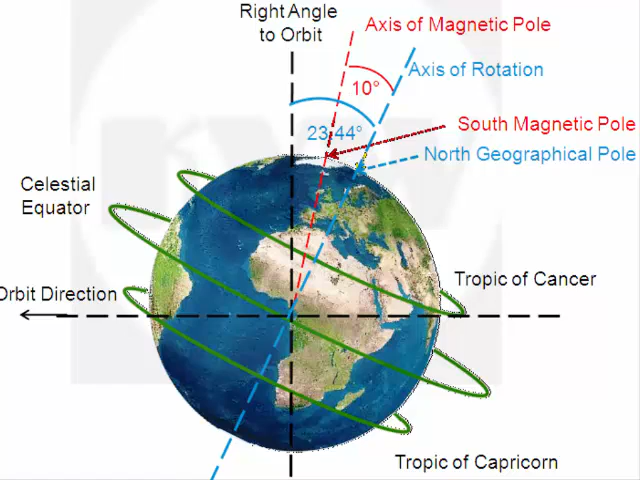 Right Angle
to Orbit
Axis of Magnetic Pole
Axis of Rotation
10°
23.44°
South Magnetic Pole
North Geographical Pole
Celestial
Equator
Tropic of Cancer
Orbit Direction
Tropic of Capricorn